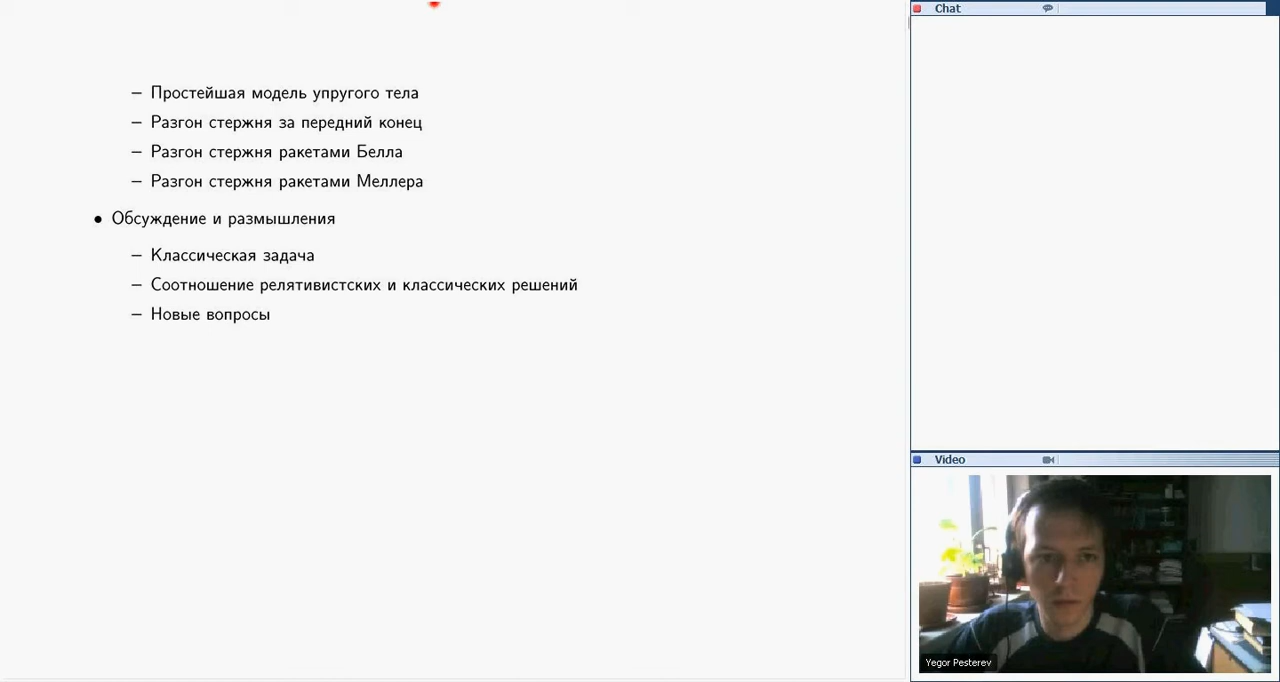 – Простейшая модель упругого тела
– Разгон стержня за передний конец
– Разгон стержня ракетами Белла
– Разгон стержня ракетами Меллера
• Обсуждение и размышления
– Классическая задача
– Соотношение релятивистских и классических решений
– Новые вопросы
Chat
Video
Yegor Pesterev